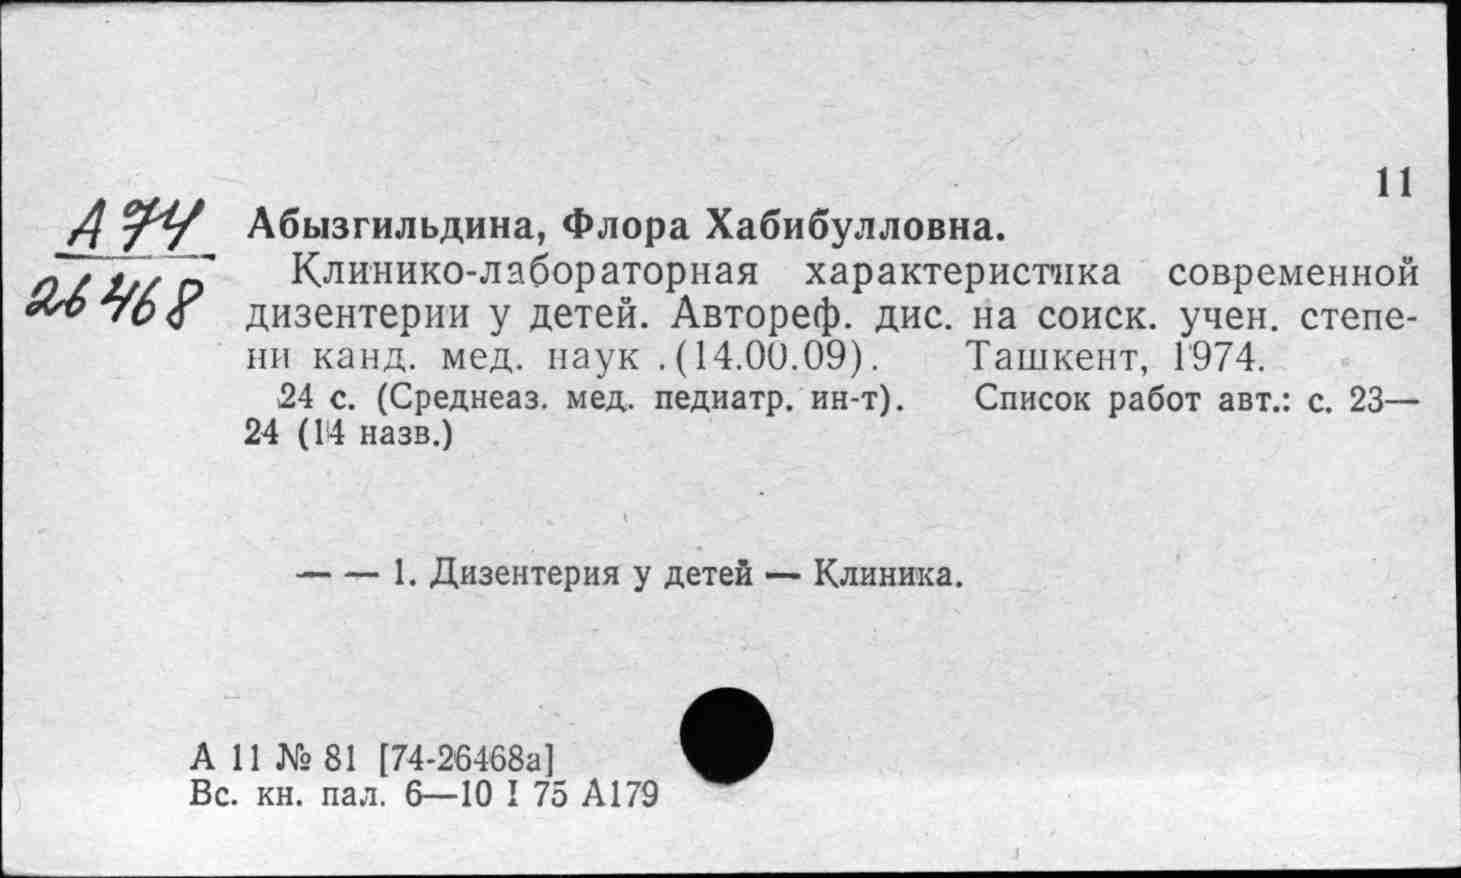 11
А 74
26468
Абызгильдина, Флора Хабибулловна.
Клинико-лабораторная характеристика современной
дизентерии у детей. Автореф. дис. на соиск. учен. степе-
ни канд. мед. наук .(14.00.09). Ташкент, 1974.
24 с. (Среднеаз. мед. педиатр. ин-т). Список работ авт.: с. 23—
24 (14 назв.)
— — 1. Дизентерия у детей — Клиника.
А 11 № 81 [74-26468а]
Вс. кн. пал. 6—10 I 75 А179